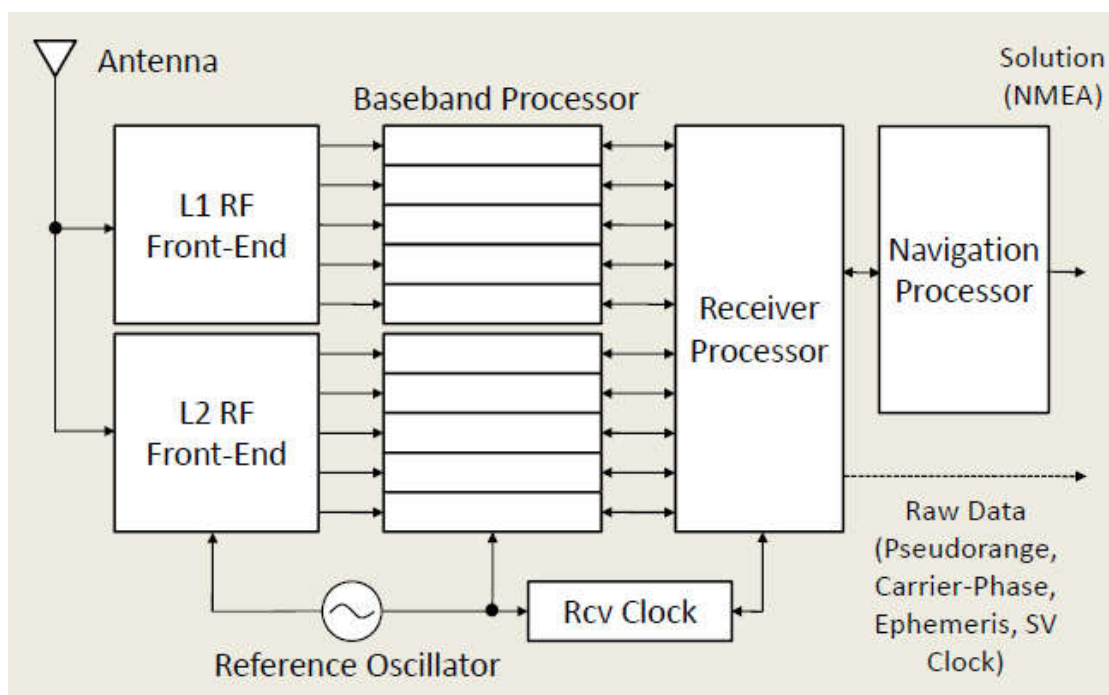 Antenna
Solution
(NMEA)
Baseband Processor
L1 RF
Front-End
L2 RF
Front-End
Receiver
Processor
Navigation
Processor
Raw Data
(Pseudorange,
Carrier-Phase,
Ephemeris, SV
Clock)
Rcv Clock
Reference Oscillator